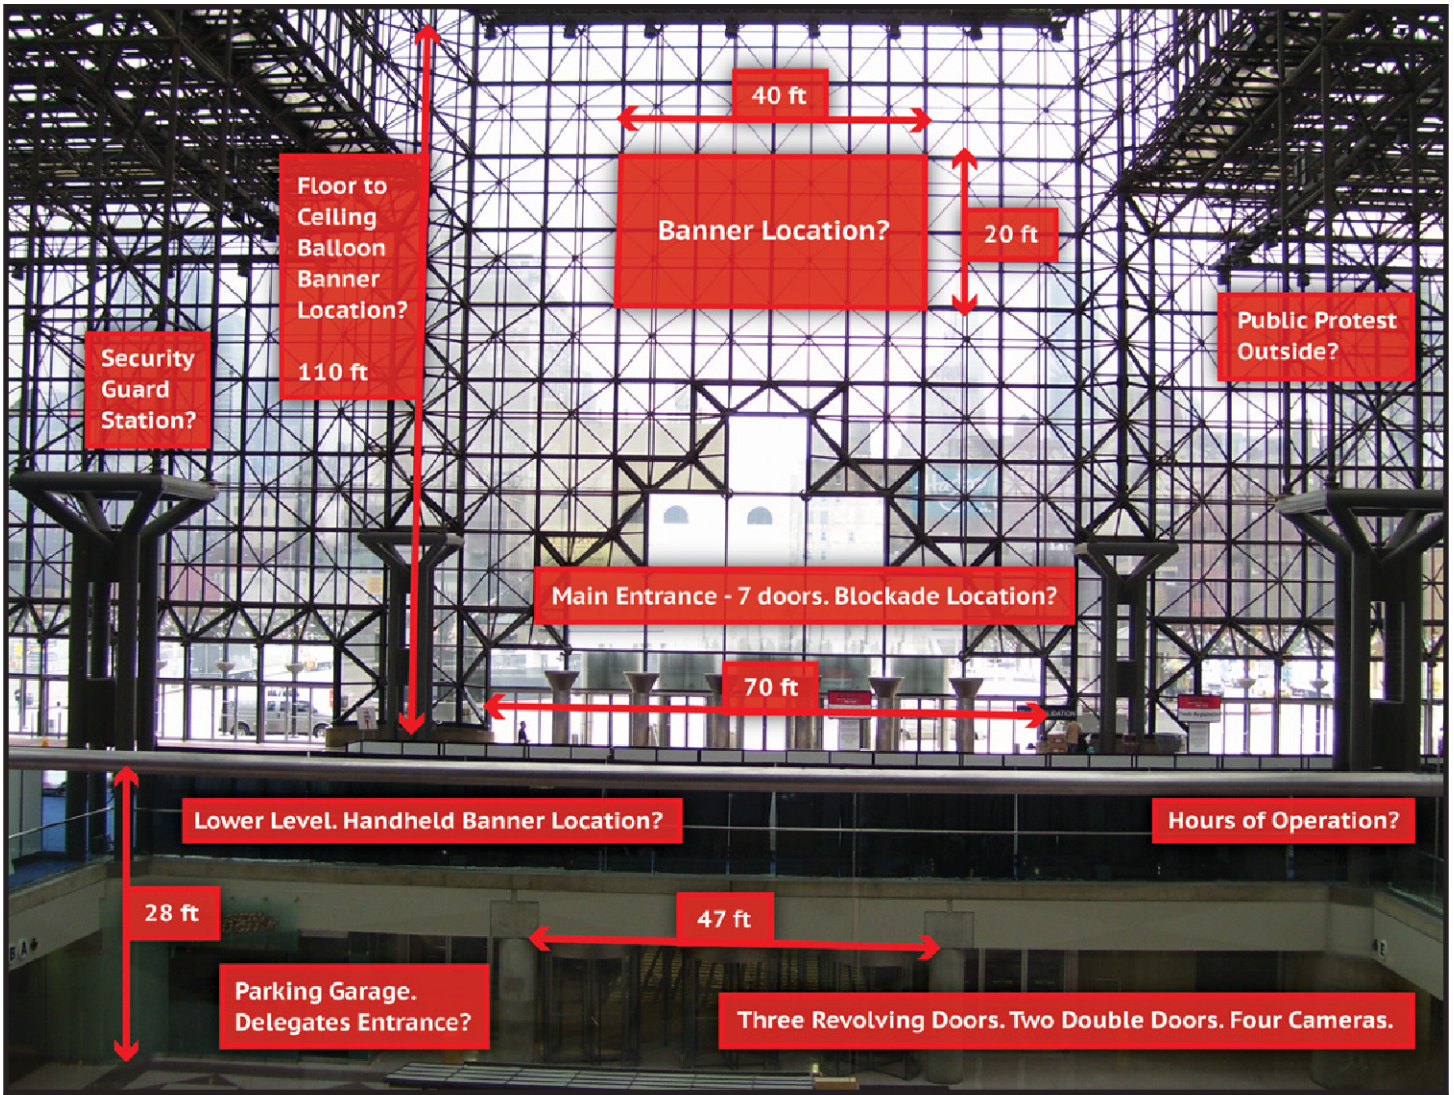 40 ft
Floor to
Ceiling
Balloon
Banner
Location?
110 ft
Banner Location?
20 ft
Public Protest
Outside?
Security
Guard
Station?
Main Entrance - 7 doors. Blockade Location?
70 ft
Lower Level. Handheld Banner Location?
Hours of Operation?
28 ft
47 ft
B A
E
Parking Garage.
Delegates Entrance?
Three Revolving Doors. Two Double Doors. Four Cameras.